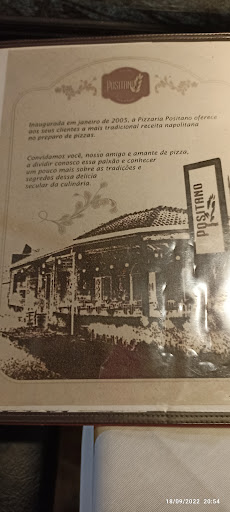 POSITANO
Inaugurada em janeiro de 2005, a Pizzaria Positano oferece
aos seus clientes a mais tradicional receita napolitana
no preparo de pizzas.
Convidamos você, nosso amigo e amante de pizza,
a dividir conosco essa paixão e conhecer
um pouco mais sobre as tradições e
segredos dessa delícia
secular da culinária.
POSITANO
18/09/2022 20:54